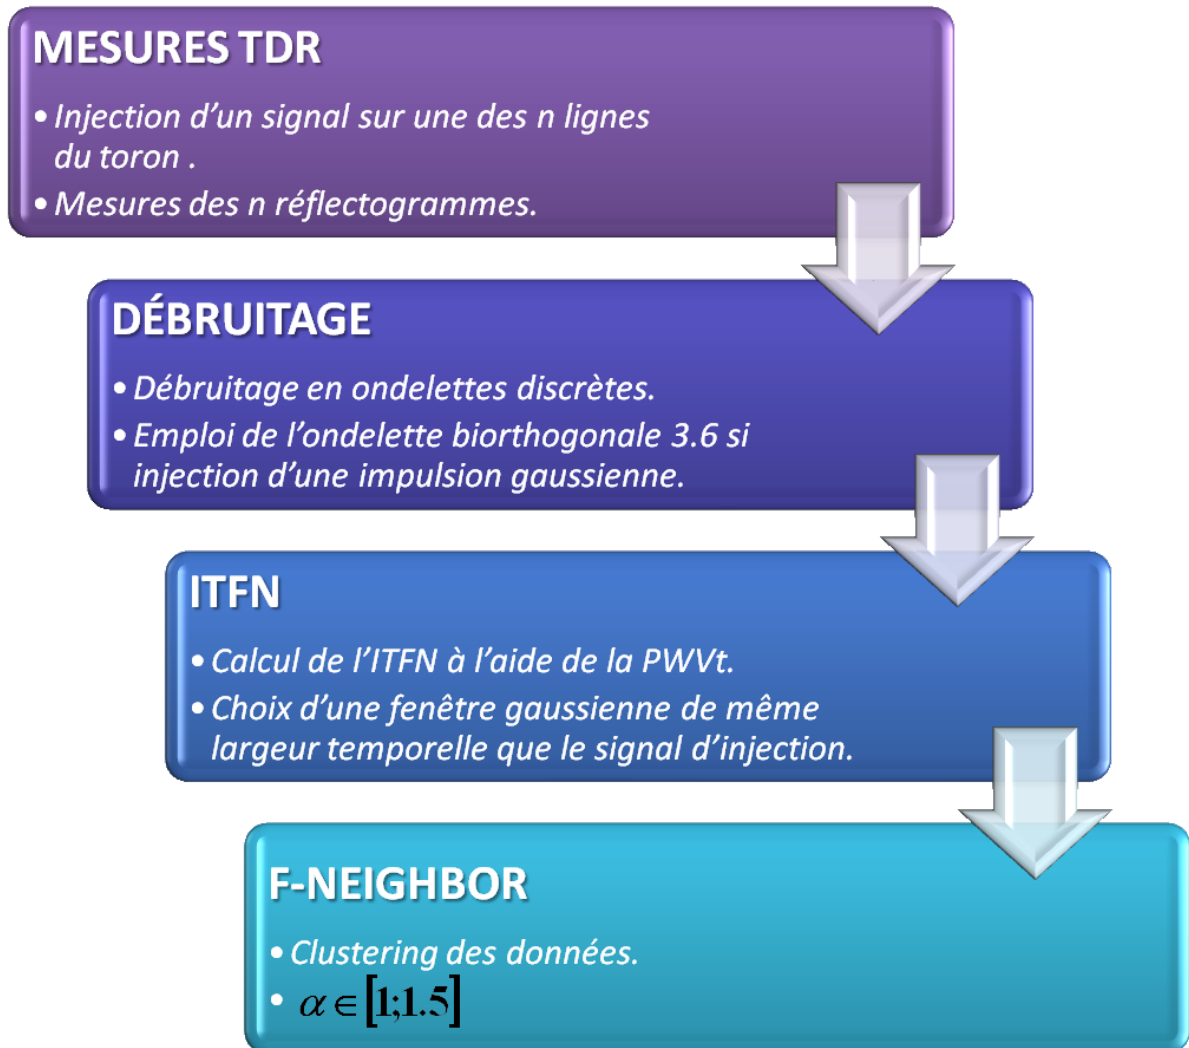 MESURES TDR
• Injection d'un signal sur une des n lignes
du toron .
• Mesures des n réflectogrammes.
DÉBRUITAGE
• Débruitage en ondelettes discrètes.
• Emploi de l'ondelette biorthogonale 3.6 si
injection d'une impulsion gaussienne.
ITFN
• Calcul de l'ITFN à l'aide de la PWVt.
• Choix d'une fenêtre gaussienne de même
largeur temporelle que le signal d'injection.
F-NEIGHBOR
• Clustering des données.
• α ∈ [1;1.5]